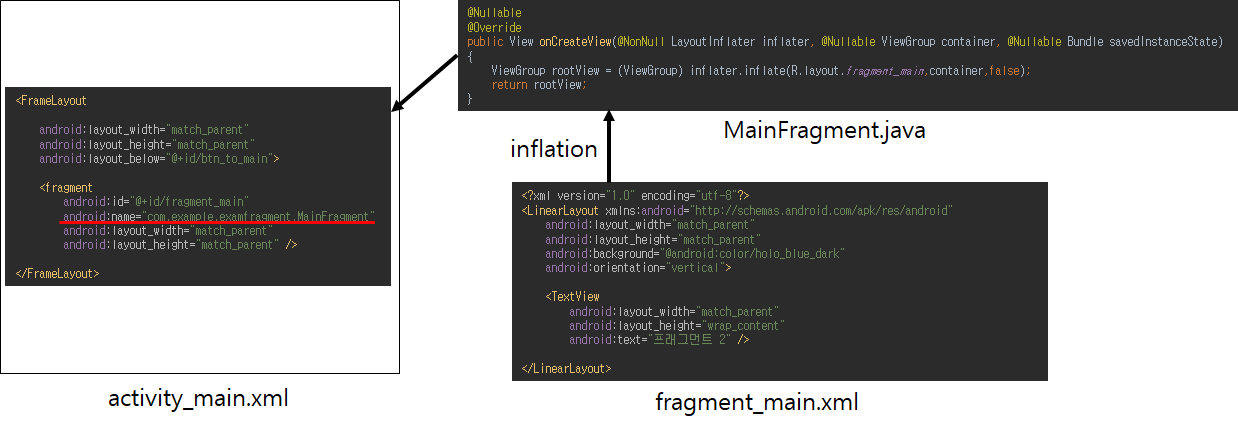 @Nullable
@Override
public View onCreateView(@NonNull LayoutInflater inflater, @Nullable ViewGroup container, @Nullable Bundle savedInstanceState)
{
ViewGroup rootView = (ViewGroup) inflater.inflate(R.layout.fragment_main,container,false);
return rootView;
}
MainFragment.java
inflation
<FrameLayout
android:layout_width="match_parent"
android:layout_height="match_parent"
android:layout_below="@+id/btn_to_main">
<fragment
android:id="@+id/fragment_main"
android:name="com.example.examfragment.MainFragment"
android:layout_width="match_parent"
android:layout_height="match_parent" />
</FrameLayout>
activity_main.xml
<?xml version="1.0" encoding="utf-8"?>
<LinearLayout xmlns:android="http://schemas.android.com/apk/res/android"
android:layout_width="match_parent"
android:layout_height="match_parent"
android:background="@android:color/holo_blue_dark"
android:orientation="vertical">
<TextView
android:layout_width="match_parent"
android:layout_height="wrap_content"
android:text="프래그먼트 2" />
</LinearLayout>
fragment_main.xml